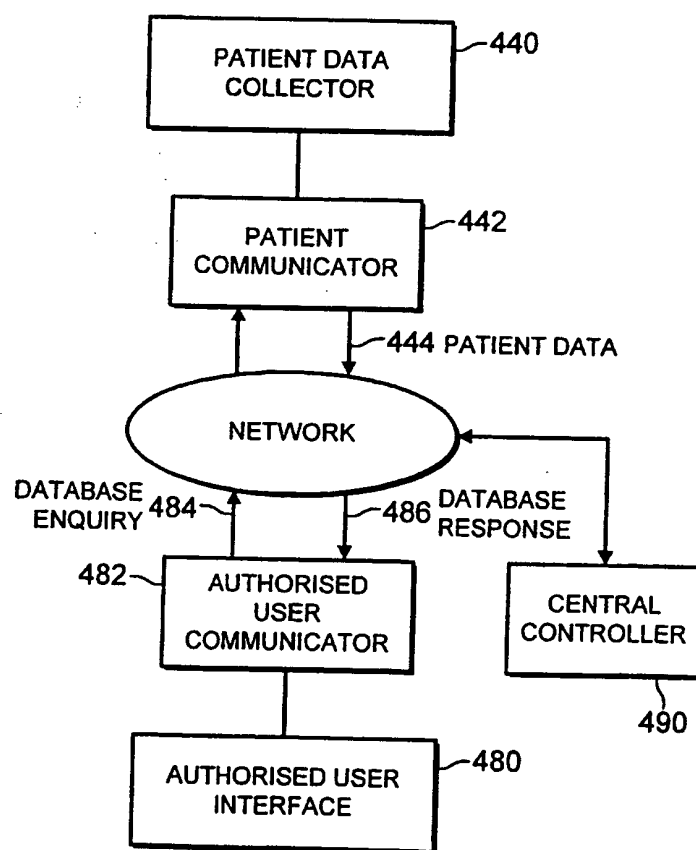 PATIENT DATA
COLLECTOR
440
PATIENT
COMMUNICATOR
442
444 PATIENT DATA
NETWORK
DATABASE
ENQUIRY
484
486
DATABASE
RESPONSE
482
AUTHORISED
USER
COMMUNICATOR
CENTRAL
CONTROLLER
490
AUTHORISED USER
INTERFACE
480